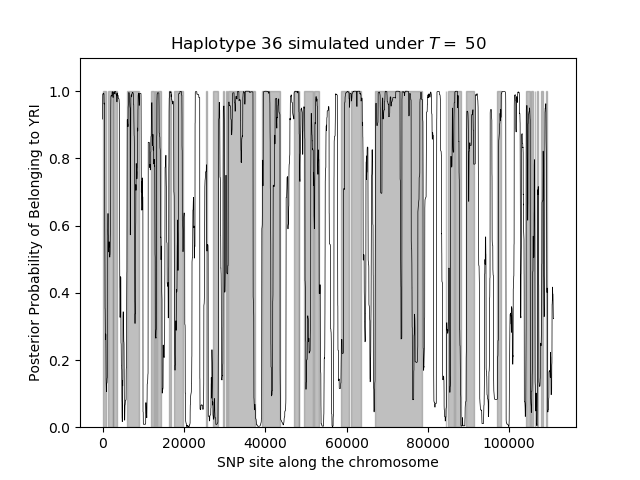 Haplotype 36 simulated under T = 50
Posterior Probability of Belonging to YRI
1.0
0.8
0.6
0.4
0.2
0.0
0 20000 40000 60000 80000 100000
SNP site along the chromosome